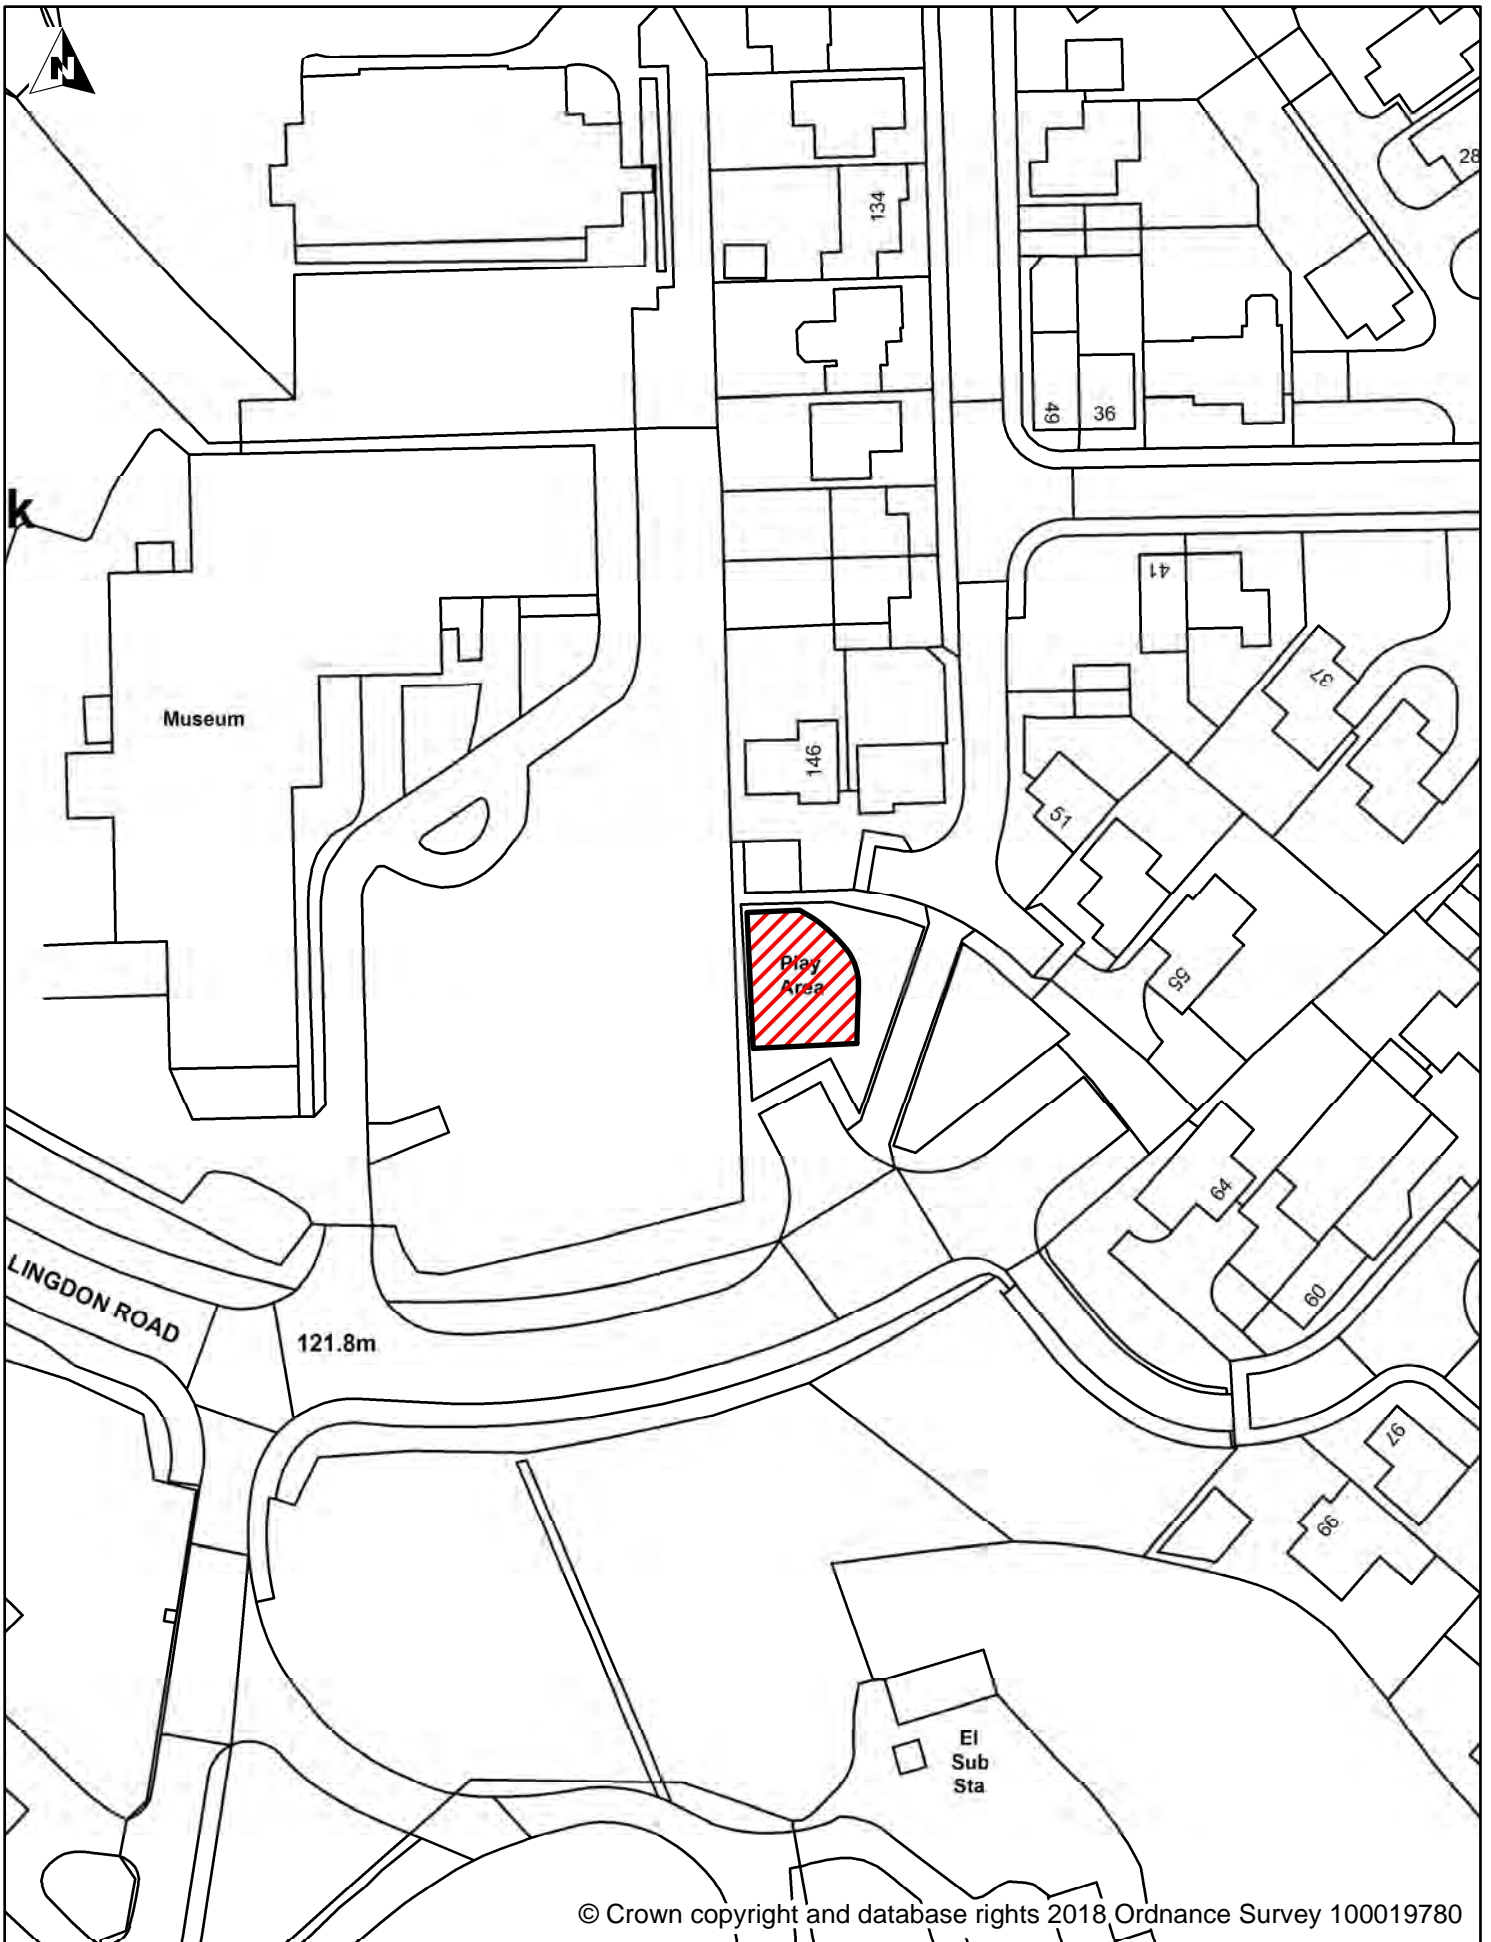 N
28
134
49
36
k
41
37
Museum
146
51
Play
Area
55
64
60
LINGDON ROAD
121.8m
97
66
El
Sub
Sta
© Crown copyright and database rights 2018 Ordnance Survey 100019780